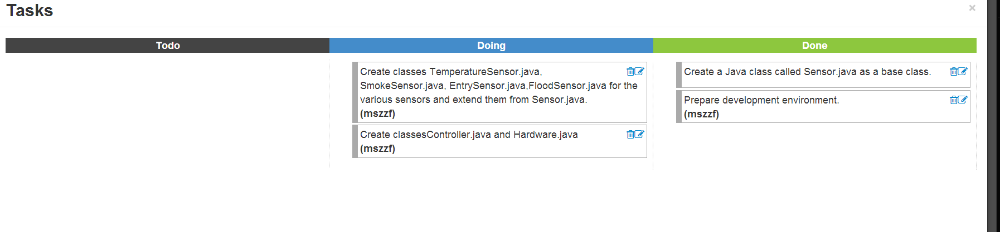 Tasks
×
Todo
Doing
Done
Create classes TemperatureSensor.java,
SmokeSensor.java, EntrySensor.java,FloodSensor.java for the
various sensors and extend them from Sensor.java.
(mszzf)
Create classesController.java and Hardware.java
(mszzf)
Create a Java class called Sensor.java as a base class.
Prepare development environment.
(mszzf)